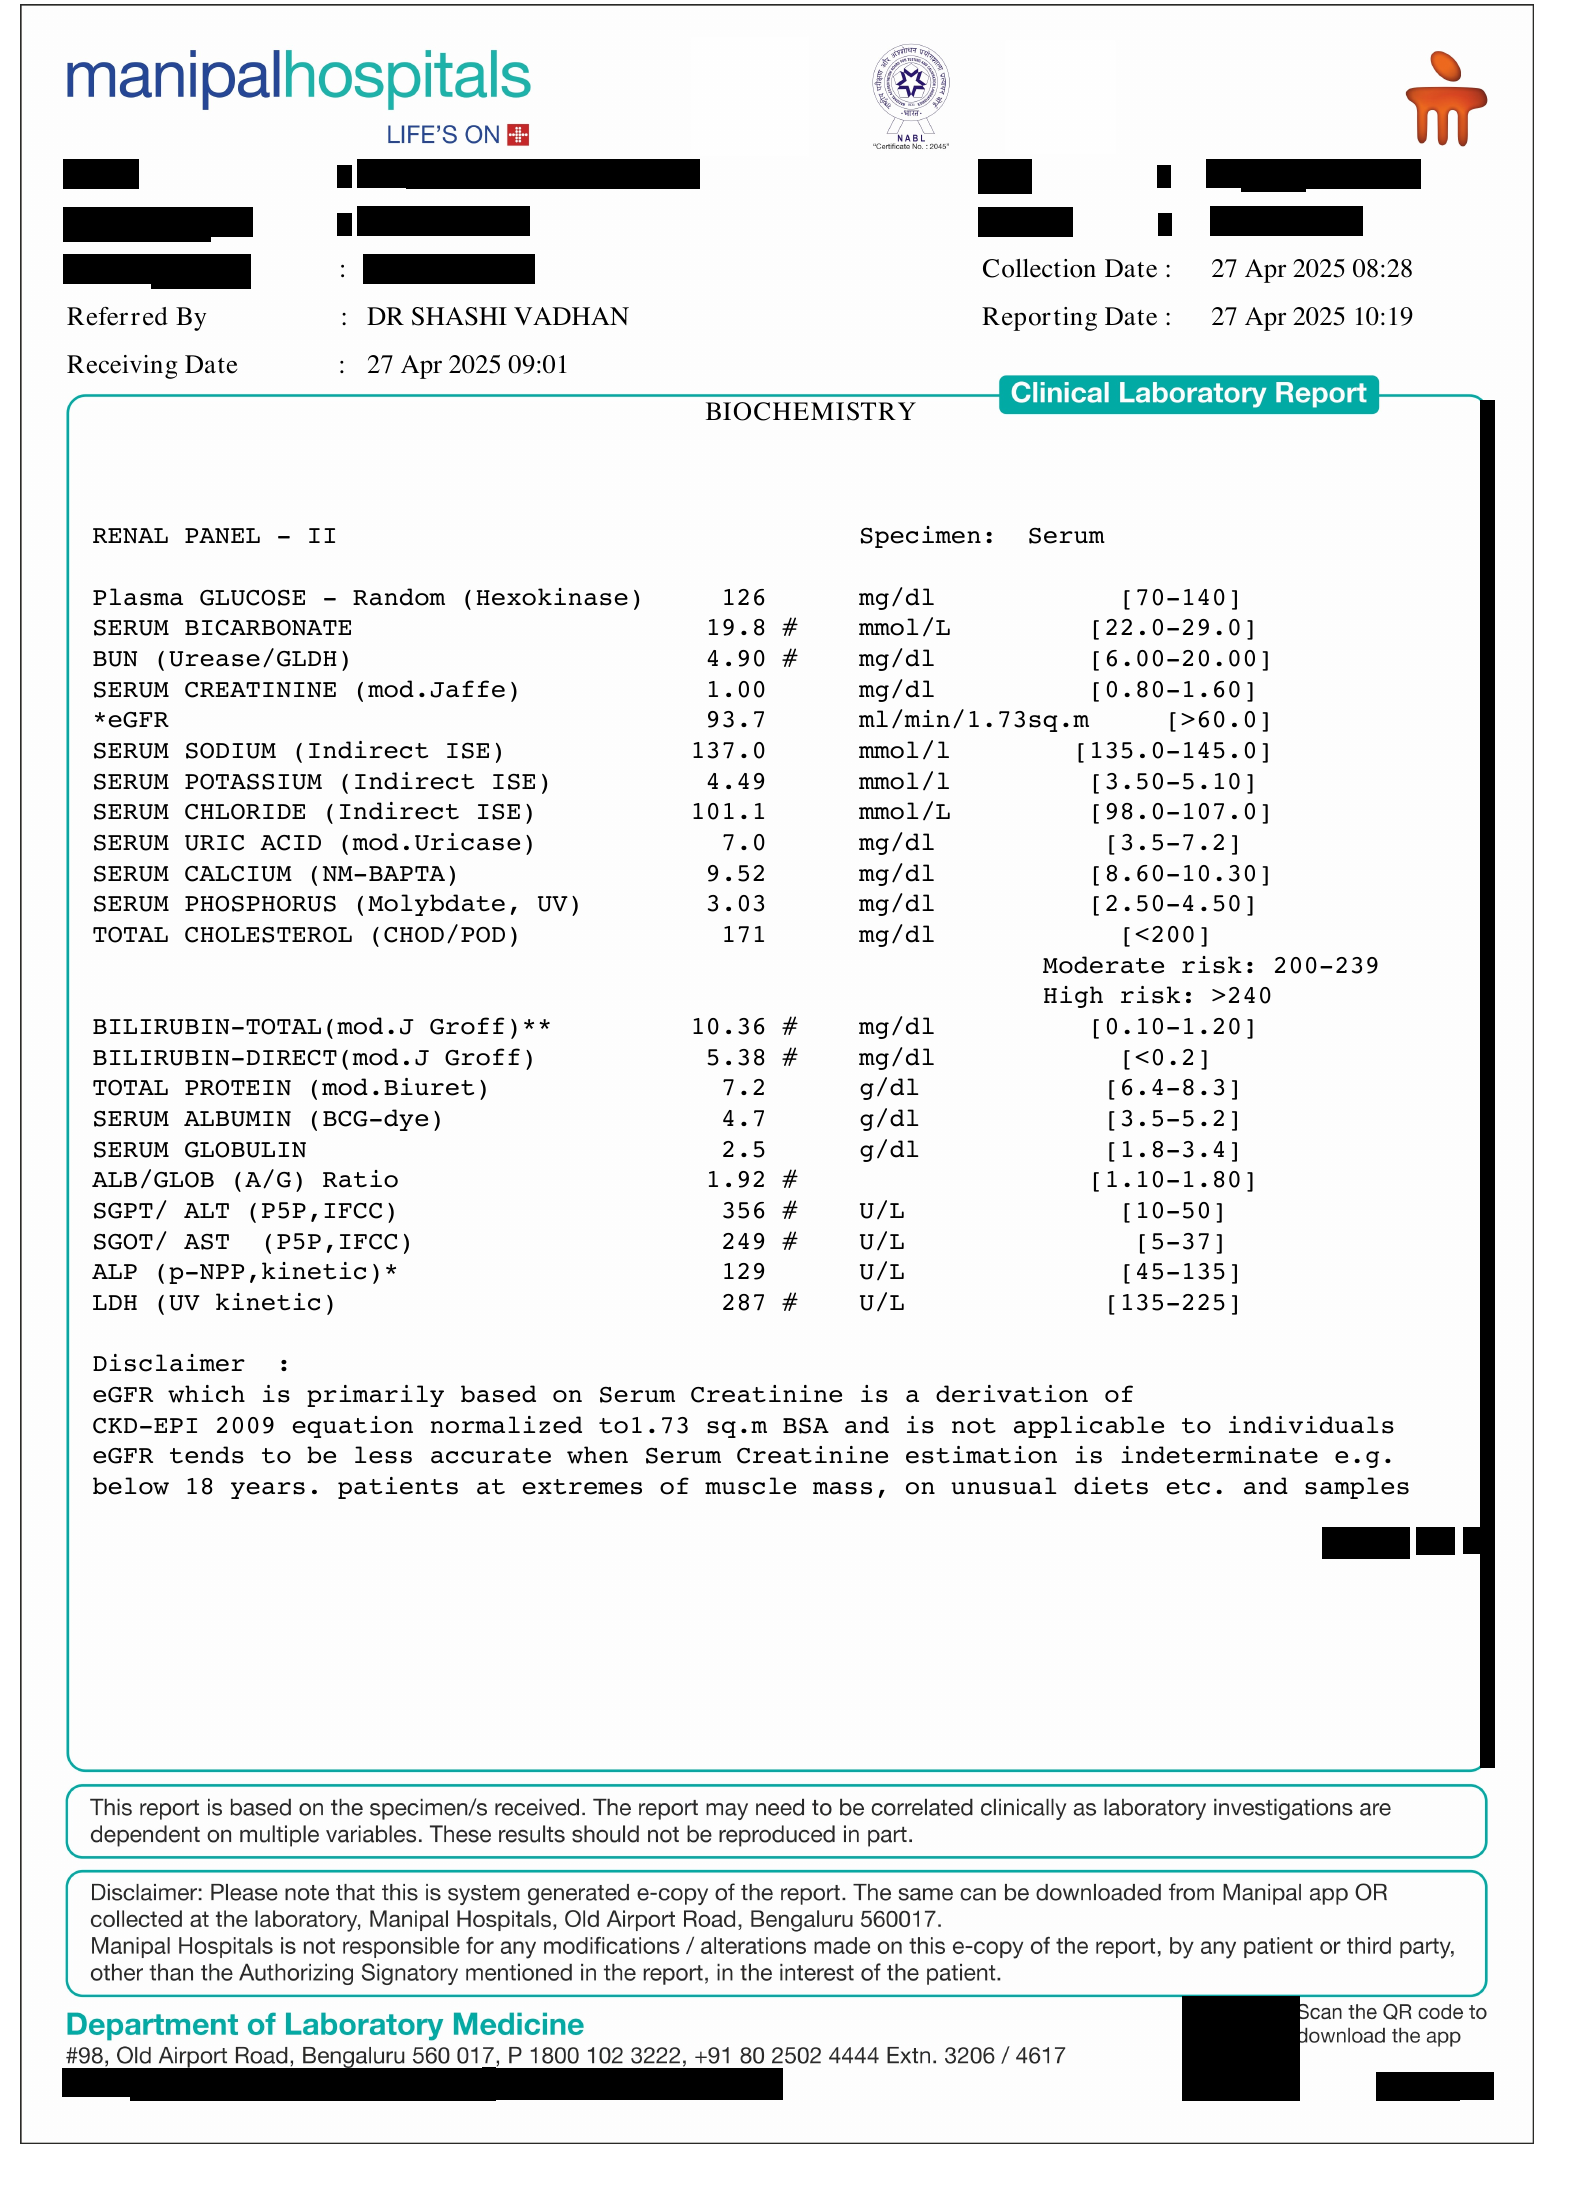 manipalhospitals
LIFE'S ON
NABL
"Certificate No. : 2045"
: Collection Date : 27 Apr 2025 08:28
Referred By : DR SHASHI VADHAN Reporting Date : 27 Apr 2025 10:19
Receiving Date : 27 Apr 2025 09:01
Clinical Laboratory Report
BIOCHEMISTRY
RENAL PANEL - II Specimen: Serum
Plasma GLUCOSE - Random (Hexokinase) 126 mg/dl [70-140]
SERUM BICARBONATE 19.8 # mmol/L [22.0-29.0]
BUN (Urease/GLDH) 4.90 # mg/dl [6.00-20.00]
SERUM CREATININE (mod.Jaffe) 1.00 mg/dl [0.80-1.60]
*eGFR 93.7 ml/min/1.73sq.m [>60.0]
SERUM SODIUM (Indirect ISE) 137.0 mmol/l [135.0-145.0]
SERUM POTASSIUM (Indirect ISE) 4.49 mmol/l [3.50-5.10]
SERUM CHLORIDE (Indirect ISE) 101.1 mmol/L [98.0-107.0]
SERUM URIC ACID (mod.Uricase) 7.0 mg/dl [3.5-7.2]
SERUM CALCIUM (NM-BAPTA) 9.52 mg/dl [8.60-10.30]
SERUM PHOSPHORUS (Molybdate, UV) 3.03 mg/dl [2.50-4.50]
TOTAL CHOLESTEROL (CHOD/POD) 171 mg/dl [<200]
Moderate risk: 200-239
High risk: >240
BILIRUBIN-TOTAL(mod.J Groff)** 10.36 # mg/dl [0.10-1.20]
BILIRUBIN-DIRECT(mod.J Groff) 5.38 # mg/dl [<0.2]
TOTAL PROTEIN (mod.Biuret) 7.2 g/dl [6.4-8.3]
SERUM ALBUMIN (BCG-dye) 4.7 g/dl [3.5-5.2]
SERUM GLOBULIN 2.5 g/dl [1.8-3.4]
ALB/GLOB (A/G) Ratio 1.92 # [1.10-1.80]
SGPT/ ALT (P5P,IFCC) 356 # U/L [10-50]
SGOT/ AST (P5P,IFCC) 249 # U/L [5-37]
ALP (p-NPP,kinetic)* 129 U/L [45-135]
LDH (UV kinetic) 287 # U/L [135-225]
Disclaimer :
eGFR which is primarily based on Serum Creatinine is a derivation of
CKD-EPI 2009 equation normalized to1.73 sq.m BSA and is not applicable to individuals
eGFR tends to be less accurate when Serum Creatinine estimation is indeterminate e.g.
below 18 years. patients at extremes of muscle mass, on unusual diets etc. and samples
This report is based on the specimen/s received. The report may need to be correlated clinically as laboratory investigations are
dependent on multiple variables. These results should not be reproduced in part.
Disclaimer: Please note that this is system generated e-copy of the report. The same can be downloaded from Manipal app OR
collected at the laboratory, Manipal Hospitals, Old Airport Road, Bengaluru 560017.
Manipal Hospitals is not responsible for any modifications / alterations made on this e-copy of the report, by any patient or third party,
other than the Authorizing Signatory mentioned in the report, in the interest of the patient.
Department of Laboratory Medicine
#98, Old Airport Road, Bengaluru 560 017, P 1800 102 3222, +91 80 2502 4444 Extn. 3206 / 4617
Scan the QR code to
download the app